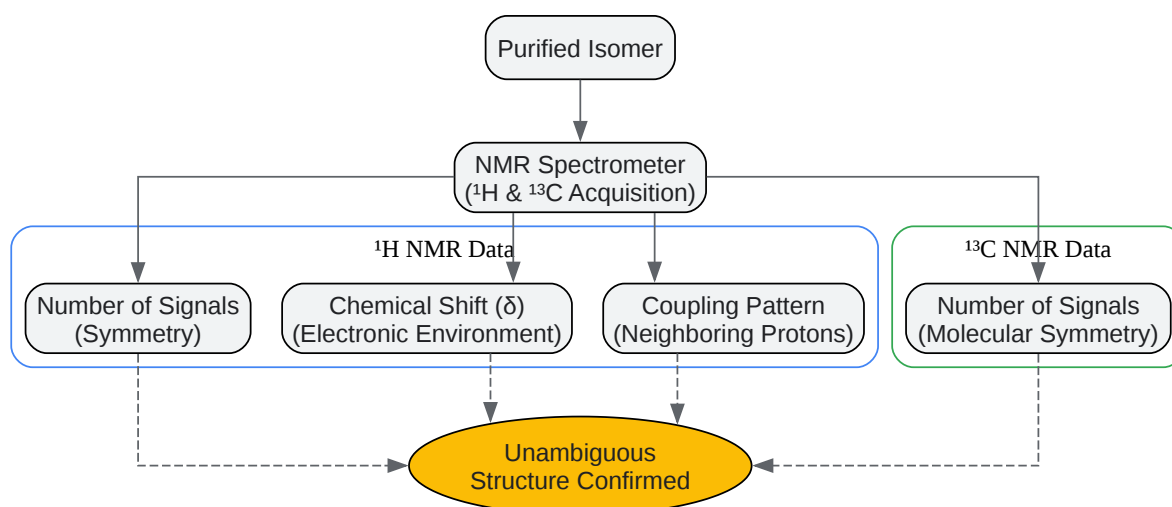 Purified Isomer
NMR Spectrometer
(¹H & ¹³C Acquisition)
¹H NMR Data
¹³C NMR Data
Number of Signals
(Symmetry)
Chemical Shift (δ)
(Electronic Environment)
Coupling Pattern
(Neighboring Protons)
Number of Signals
(Molecular Symmetry)
Unambiguous
Structure Confirmed